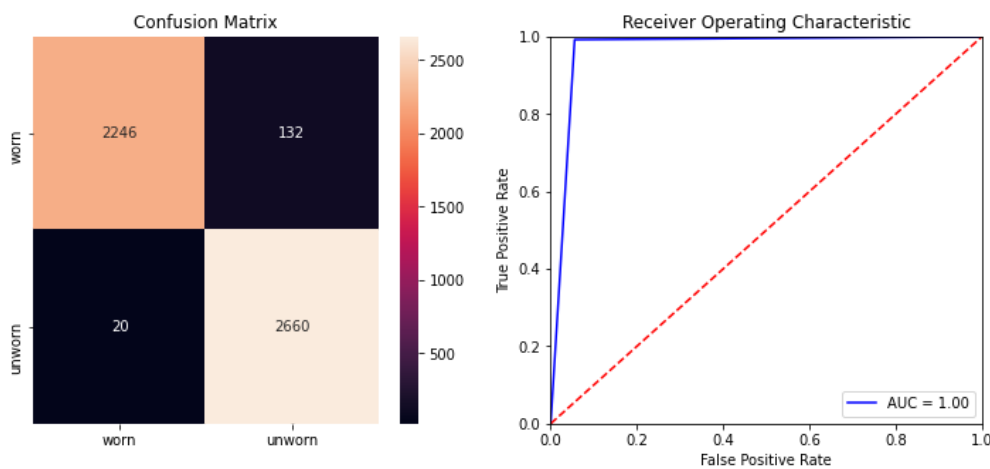 Confusion Matrix
worn
unworn
2246
132
20
2660
worn
unworn
2500
2000
1500
1000
500
Receiver Operating Characteristic
True Positive Rate
1.0
0.8
0.6
0.4
0.2
0.0
0.0
0.2
0.4
0.6
0.8
1.0
False Positive Rate
AUC = 1.00